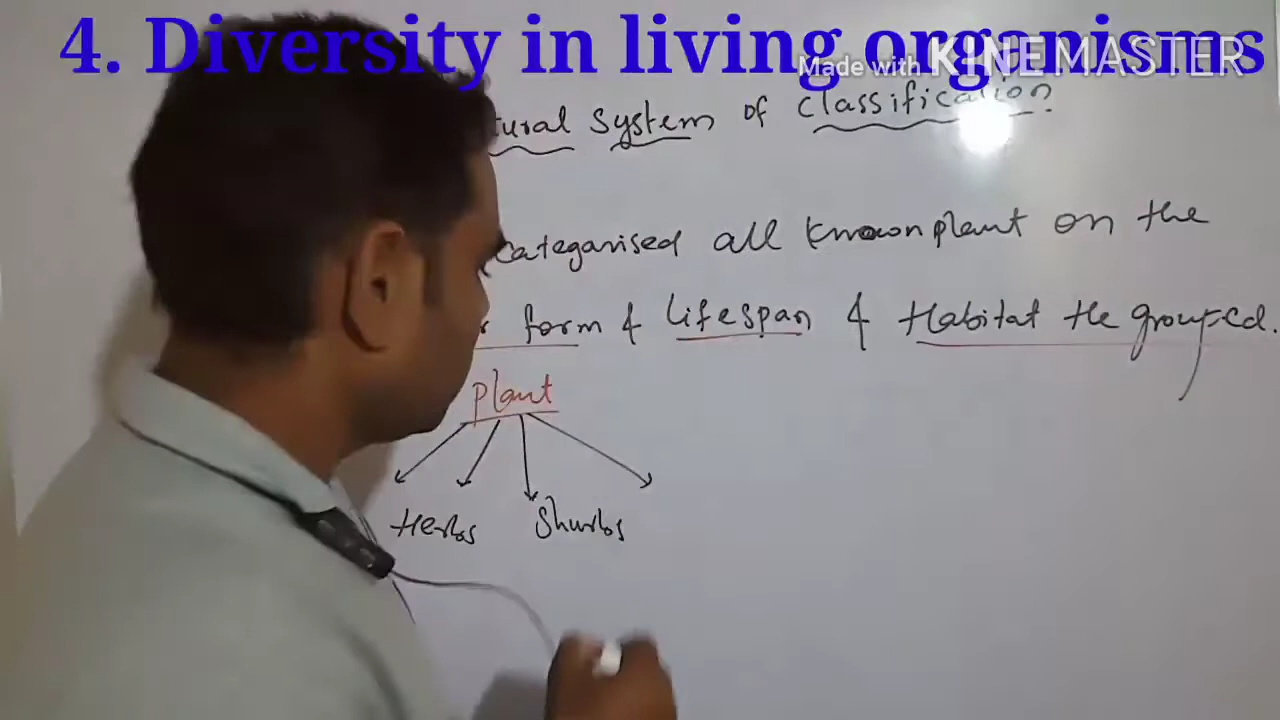 4. Diversity in living organisms
Made with KINEMASTER
tural system of classification
categarised all known plant on the
form & lifespan & Habitat the grouped.
plant
Herbs Shurbs